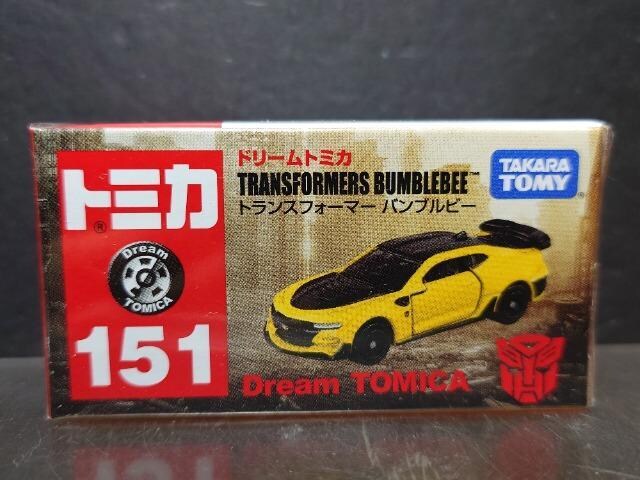 トミカ
®
Dream
TOMICA
151
ドリームトミカ
TRANSFORMERS BUMBLEBEE™
トランスフォーマー バンブルビー
TAKARA
TOMY
Dream TOMICA